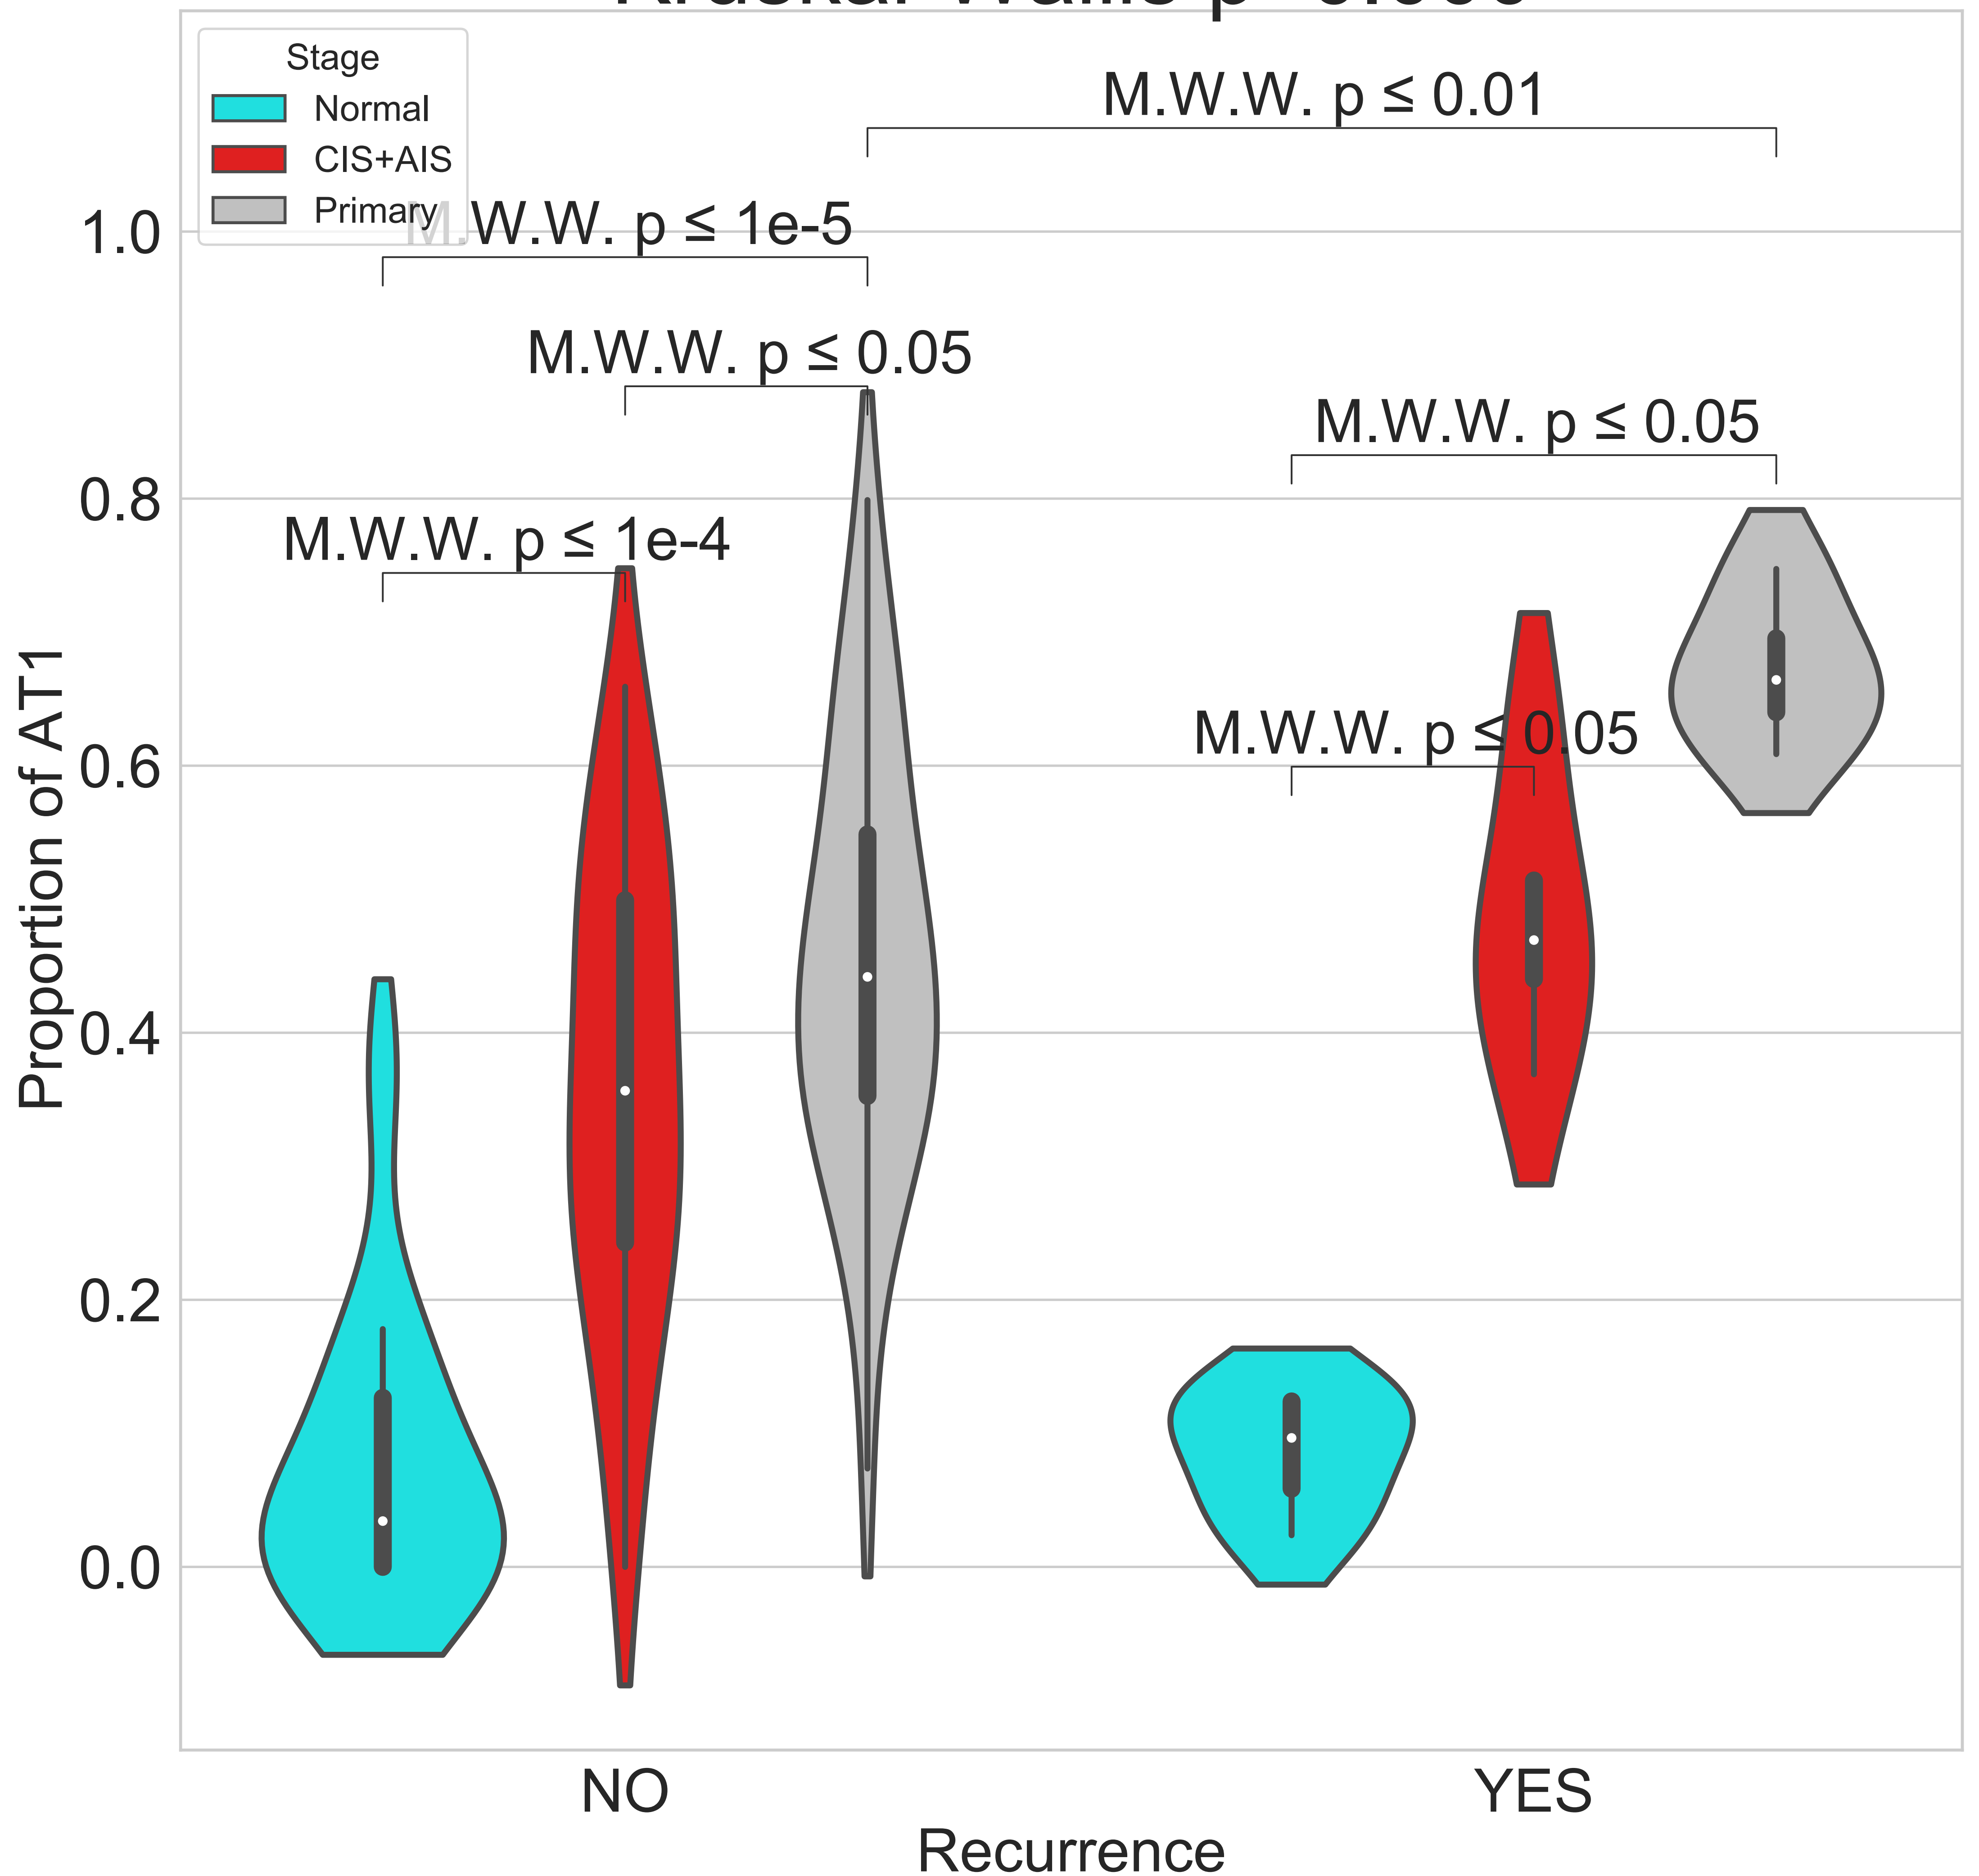 Stage
Normal
CIS+AIS
Primary
M.W.W. p ≤ 0.01
M.W.W. p ≤ 1e-5
M.W.W. p ≤ 0.05
M.W.W. p ≤ 0.05
M.W.W. p ≤ 1e-4
M.W.W. p ≤ 0.05
1.0
0.8
0.6
0.4
0.2
0.0
Proportion of AT1
NO
YES
Recurrence